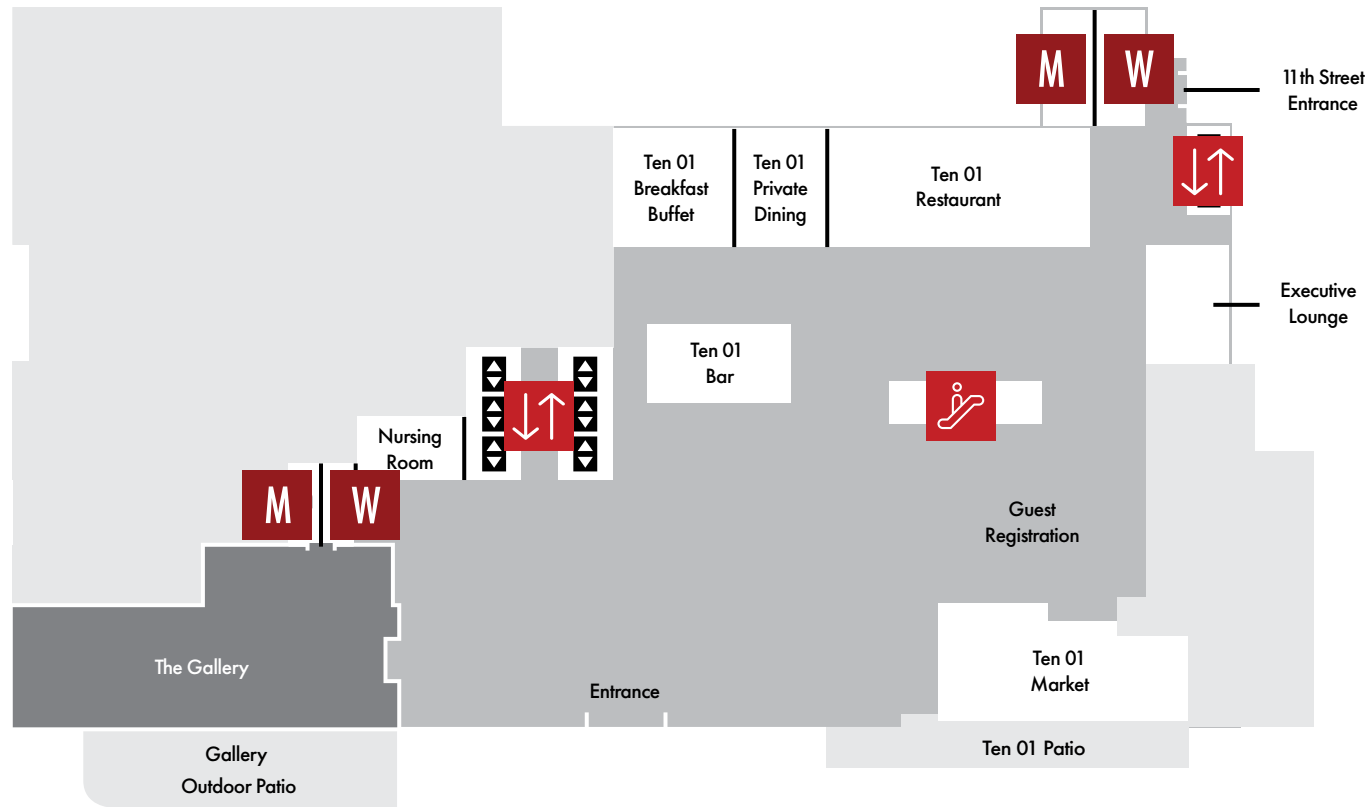 M
W
11th Street
Entrance
Ten 01
Breakfast
Buffet
Ten 01
Private
Dining
Ten 01
Restaurant
Executive
Lounge
Ten 01
Bar
Nursing
Room
M
W
Guest
Registration
The Gallery
Ten 01
Market
Entrance
Gallery
Outdoor Patio
Ten 01 Patio